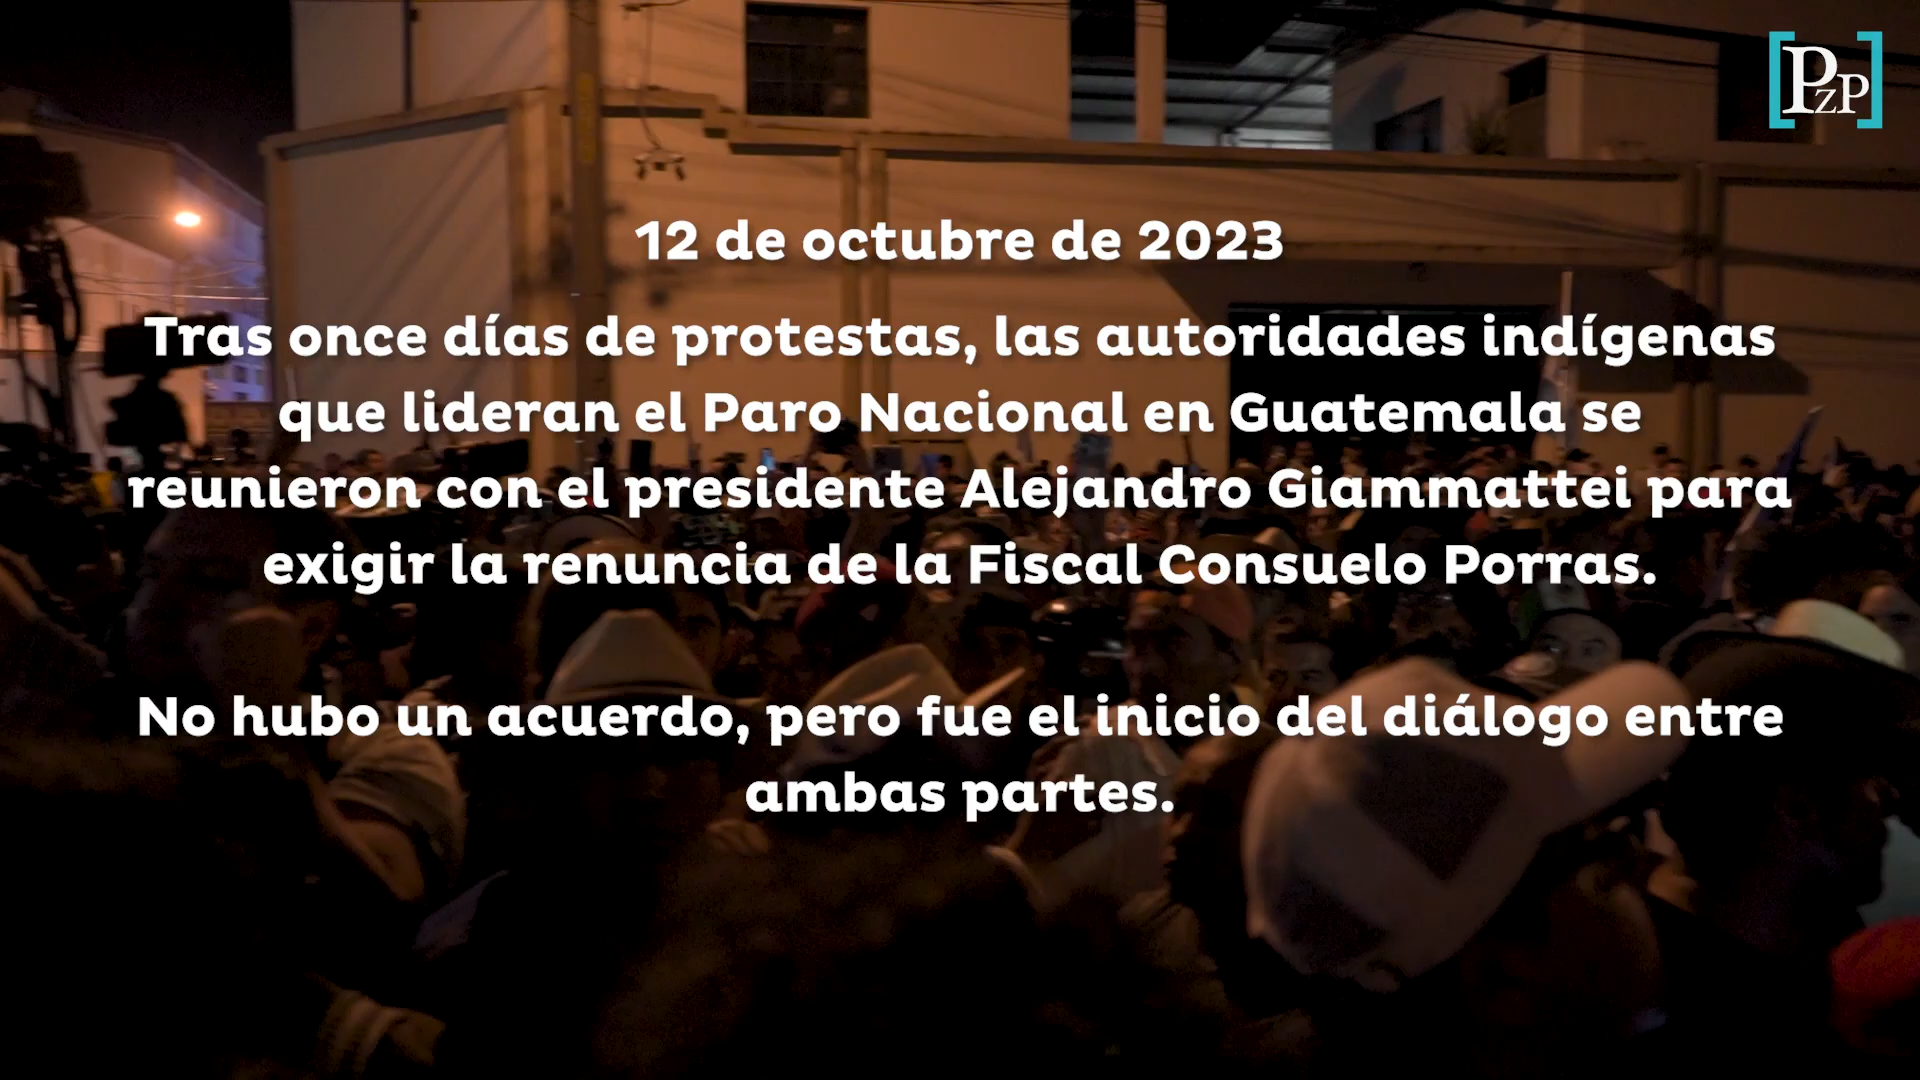 [PzP]
12 de octubre de 2023
Tras once días de protestas, las autoridades indígenas
que lideran el Paro Nacional en Guatemala se
reunieron con el presidente Alejandro Giammattei para
exigir la renuncia de la Fiscal Consuelo Porras.
No hubo un acuerdo, pero fue el inicio del diálogo entre
ambas partes.